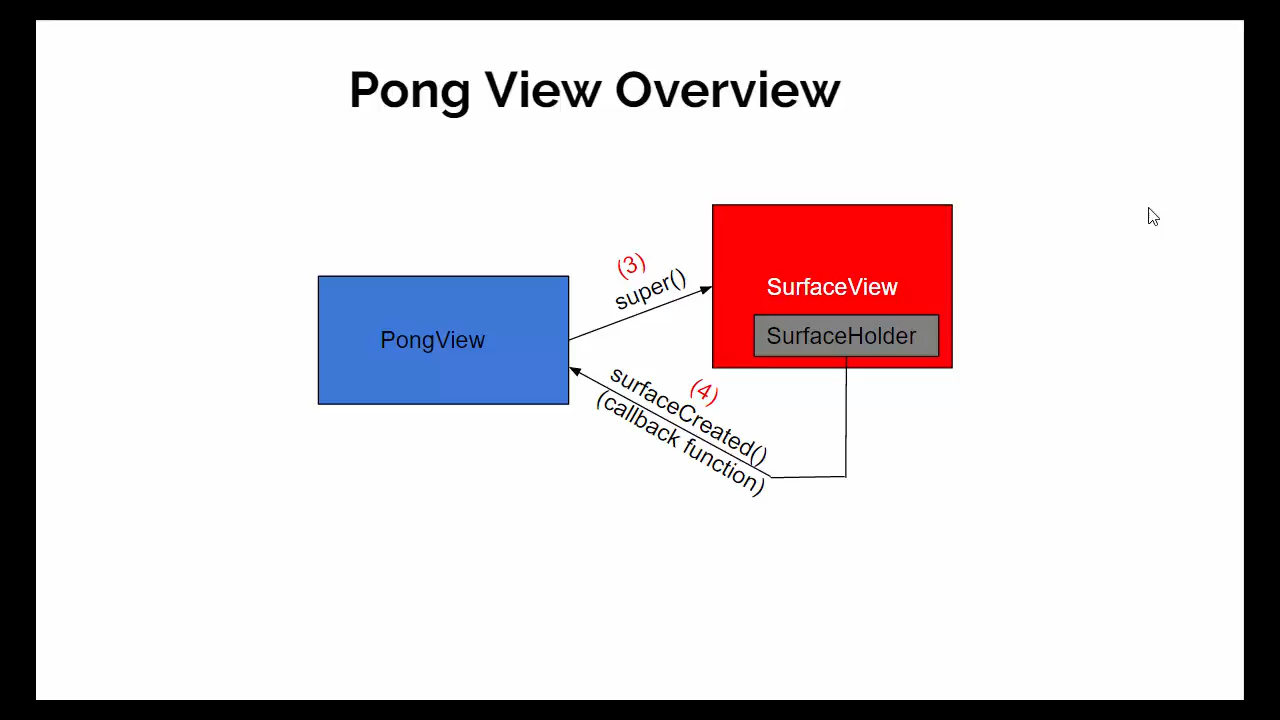 Pong View Overview
(3)
super()
SurfaceView
SurfaceHolder
PongView
(4)
surfaceCreated()
(callback function)